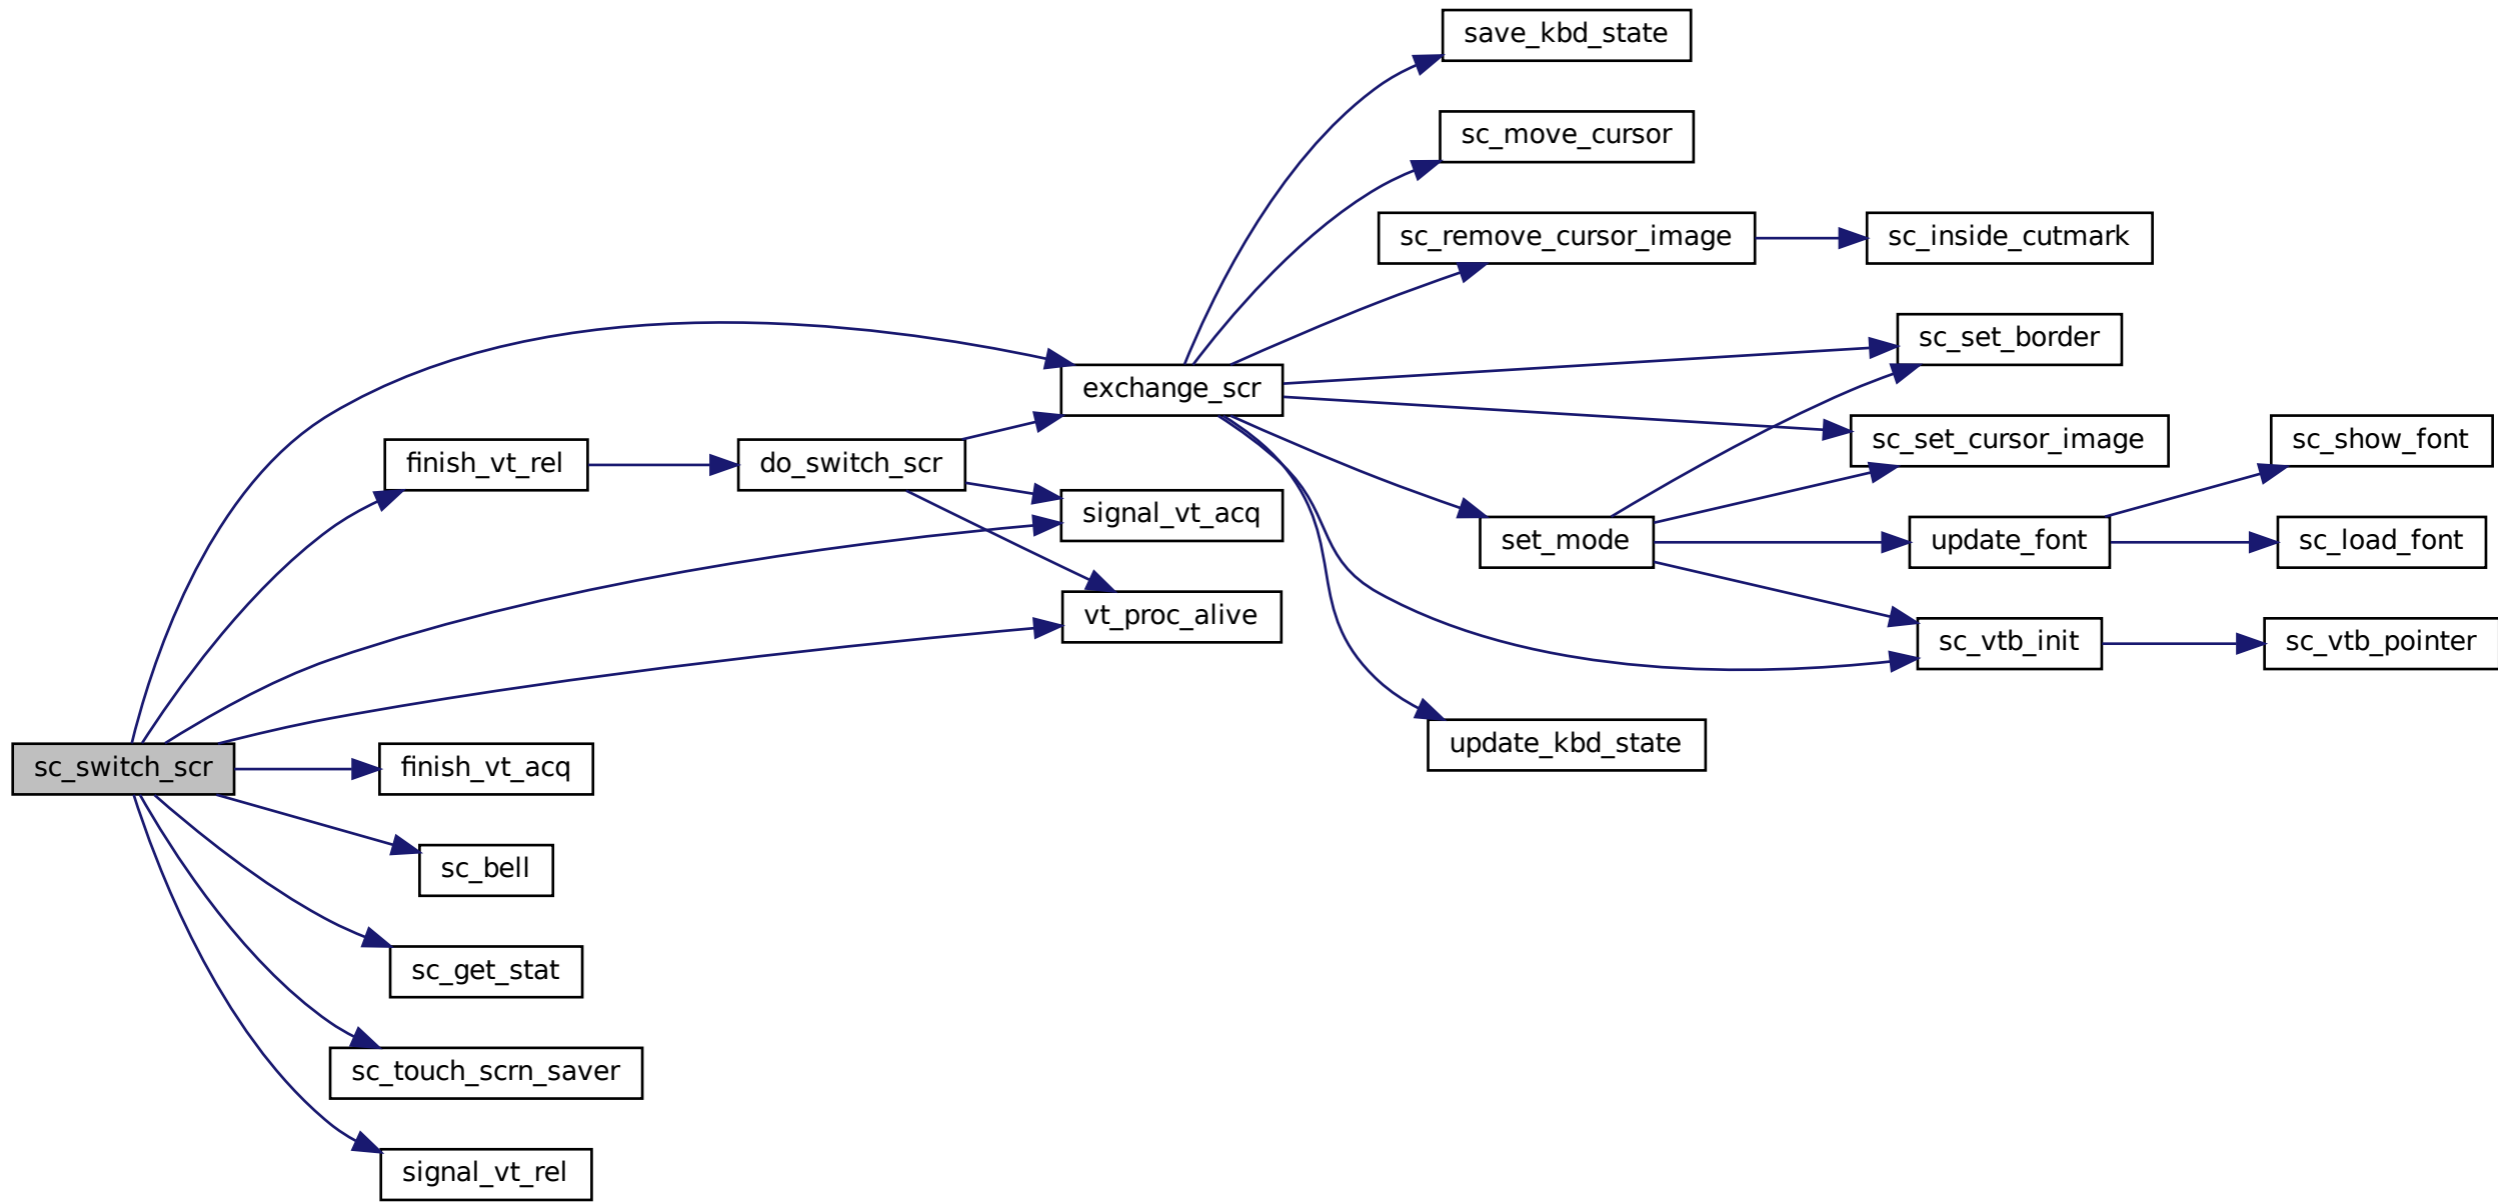 save_kbd_state
sc_move_cursor
sc_remove_cursor_image
sc_inside_cutmark
sc_set_border
exchange_scr
sc_set_cursor_image
sc_show_font
finish_vt_rel
do_switch_scr
signal_vt_acq
set_mode
update_font
sc_load_font
vt_proc_alive
sc_vtb_init
sc_vtb_pointer
update_kbd_state
sc_switch_scr
finish_vt_acq
sc_bell
sc_get_stat
sc_touch_scrn_saver
signal_vt_rel